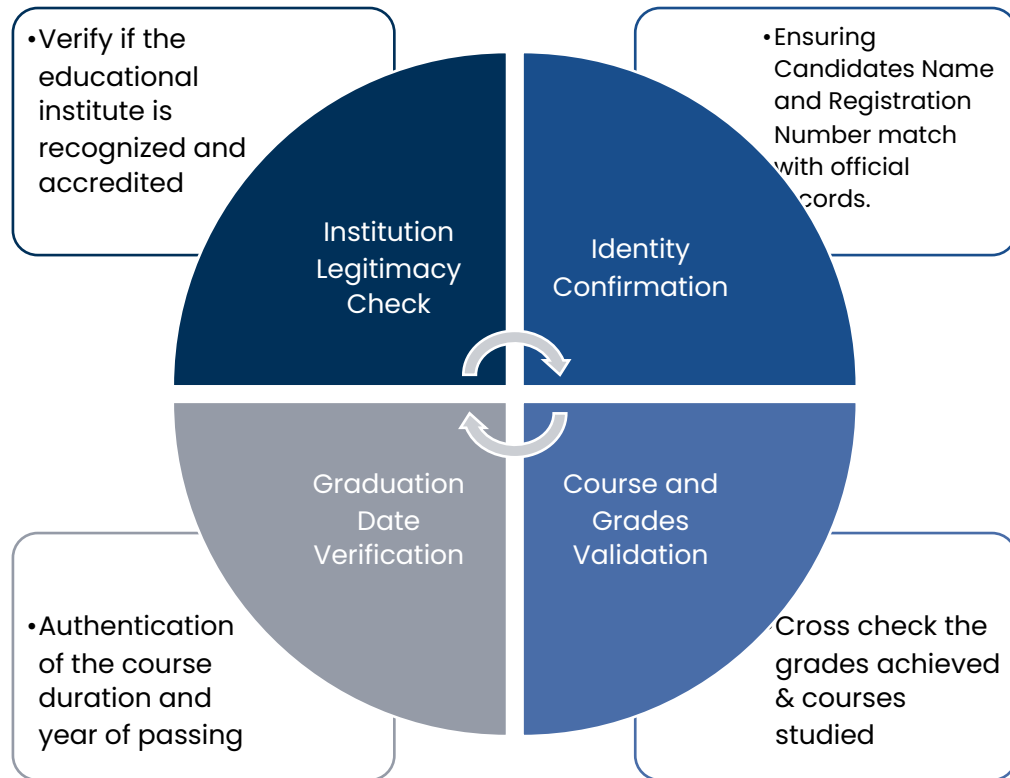 •Verify if the
educational
institute is
recognized and
accredited
•Ensuring
Candidates Name
and Registration
Number match
with official
cords.
Institution
Legitimacy
Check
Identity
Confirmation
Graduation
Date
Verification
Course and
Grades
Validation
•Authentication
of the course
duration and
year of passing
•Cross check the
grades achieved
& courses
studied